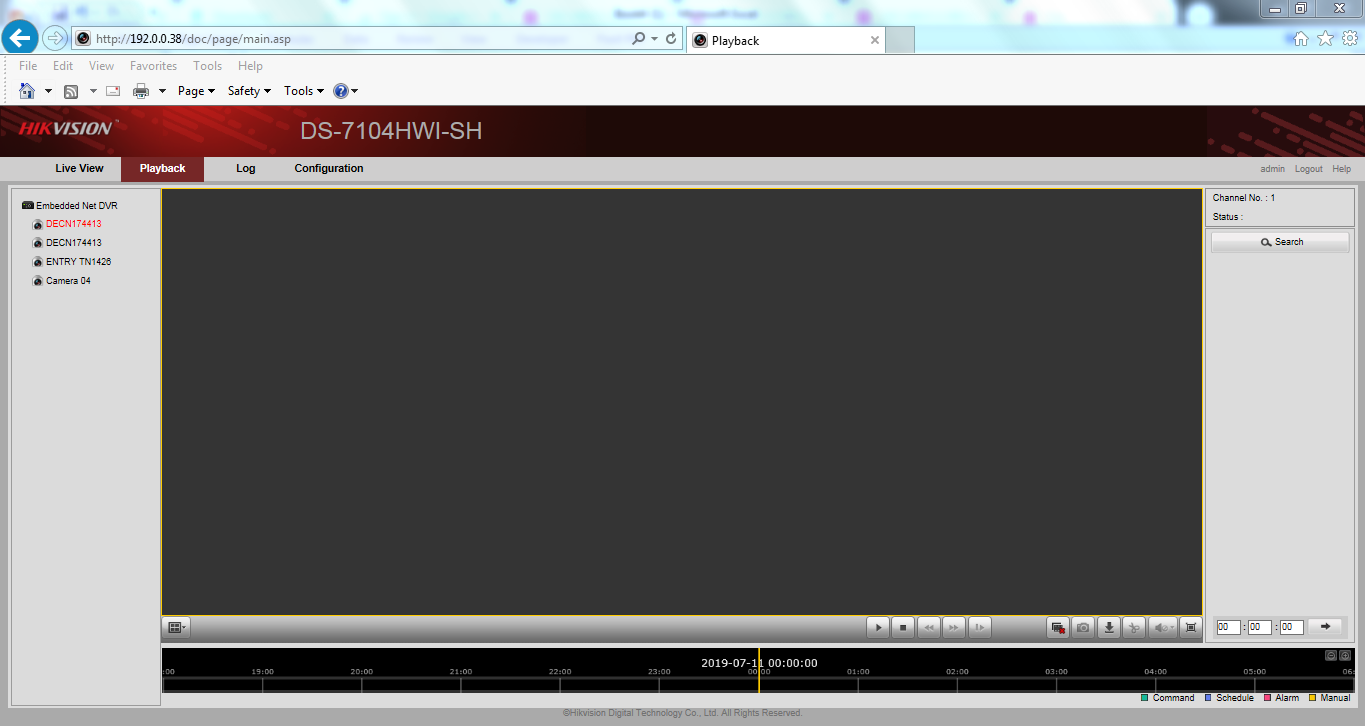 http://192.0.0.38/doc/page/main.asp
Playback
File Edit View Favorites Tools Help
Page Safety Tools
HIKVISION™
DS-7104HWI-SH
Live View Playback Log Configuration
admin Logout Help
Embedded Net DVR
DECN174413
DECN174413
ENTRY TN1426
Camera 04
Channel No. : 1
Status :
Search
00 : 00 : 00
2019-07-11 00:00:00
:00 19:00 20:00 21:00 22:00 23:00 00:00 01:00 02:00 03:00 04:00 05:00 06:
Command Schedule Alarm Manual
©Hikvision Digital Technology Co., Ltd. All Rights Reserved.